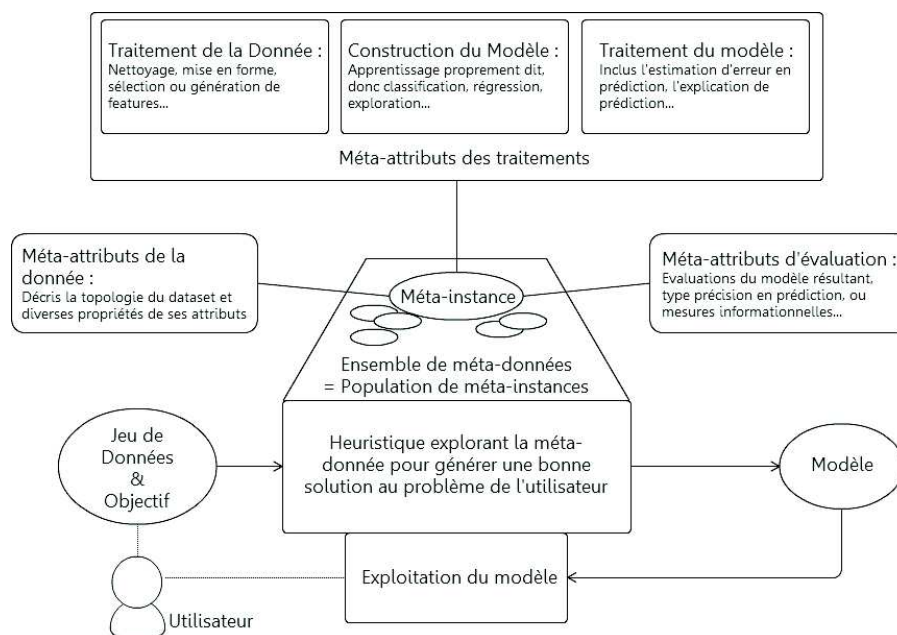 Traitement de la Donnée :
Nettoyage, mise en forme,
sélection ou génération de
features...
Construction du Modèle :
Apprentissage proprement dit,
donc classification, régression,
exploration...
Traitement du modèle :
Inclus l'estimation d'erreur en
prédiction, l'explication de
prédiction...
Méta-attributs des traitements
Méta-attributs de la
donnée :
Décris la topologie du dataset et
diverses propriétés de ses attributs
Méta-instance
Méta-attributs d'évaluation :
Evaluations du modèle résultant,
type précision en prédiction, ou
mesures informationnelles...
Ensemble de méta-données
= Population de méta-instances
Jeu de
Données
&
Objectif
Heuristique explorant la méta-
donnée pour générer une bonne
solution au problème de l'utilisateur
Modèle
Exploitation du modèle
Utilisateur